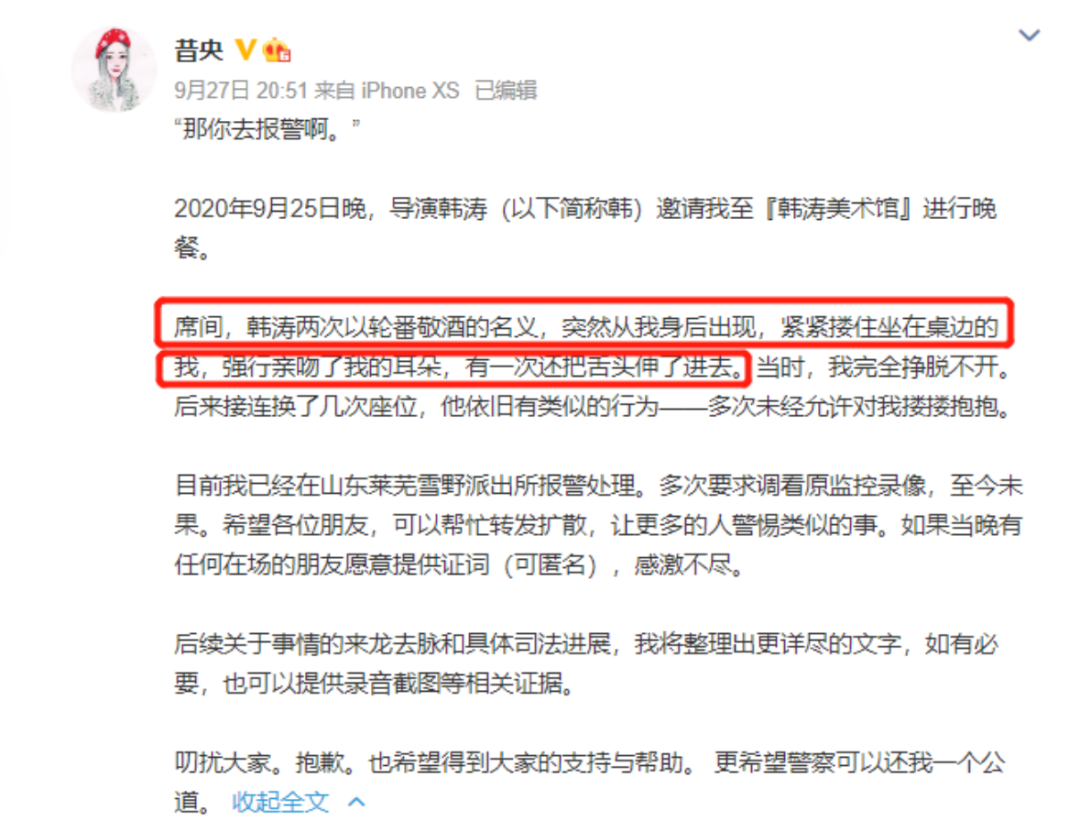 昔央
9月27日 20:51 来自 iPhone XS 已编辑
“那你去报警啊。”
2020年9月25日晚，导演韩涛（以下简称韩）邀请我至『韩涛美术馆』进行晚
餐。
席间，韩涛两次以轮番敬酒的名义，突然从我身后出现，紧紧搂住坐在桌边的
我，强行亲吻了我的耳朵，有一次还把舌头伸了进去。当时，我完全挣脱不开。
后来接连换了几次座位，他依旧有类似的行为——多次未经允许对我搂搂抱抱。
目前我已经在山东莱芜雪野派出所报警处理。多次要求调看原监控录像，至今未
果。希望各位朋友，可以帮忙转发扩散，让更多的人警惕类似的事。如果当晚有
任何在场的朋友愿意提供证词（可匿名），感激不尽。
后续关于事情的来龙去脉和具体司法进展，我将整理出更详尽的文字，如有必
要，也可以提供录音截图等相关证据。
叨扰大家。抱歉。也希望得到大家的支持与帮助。 更希望警察可以还我一个公
道。 收起全文